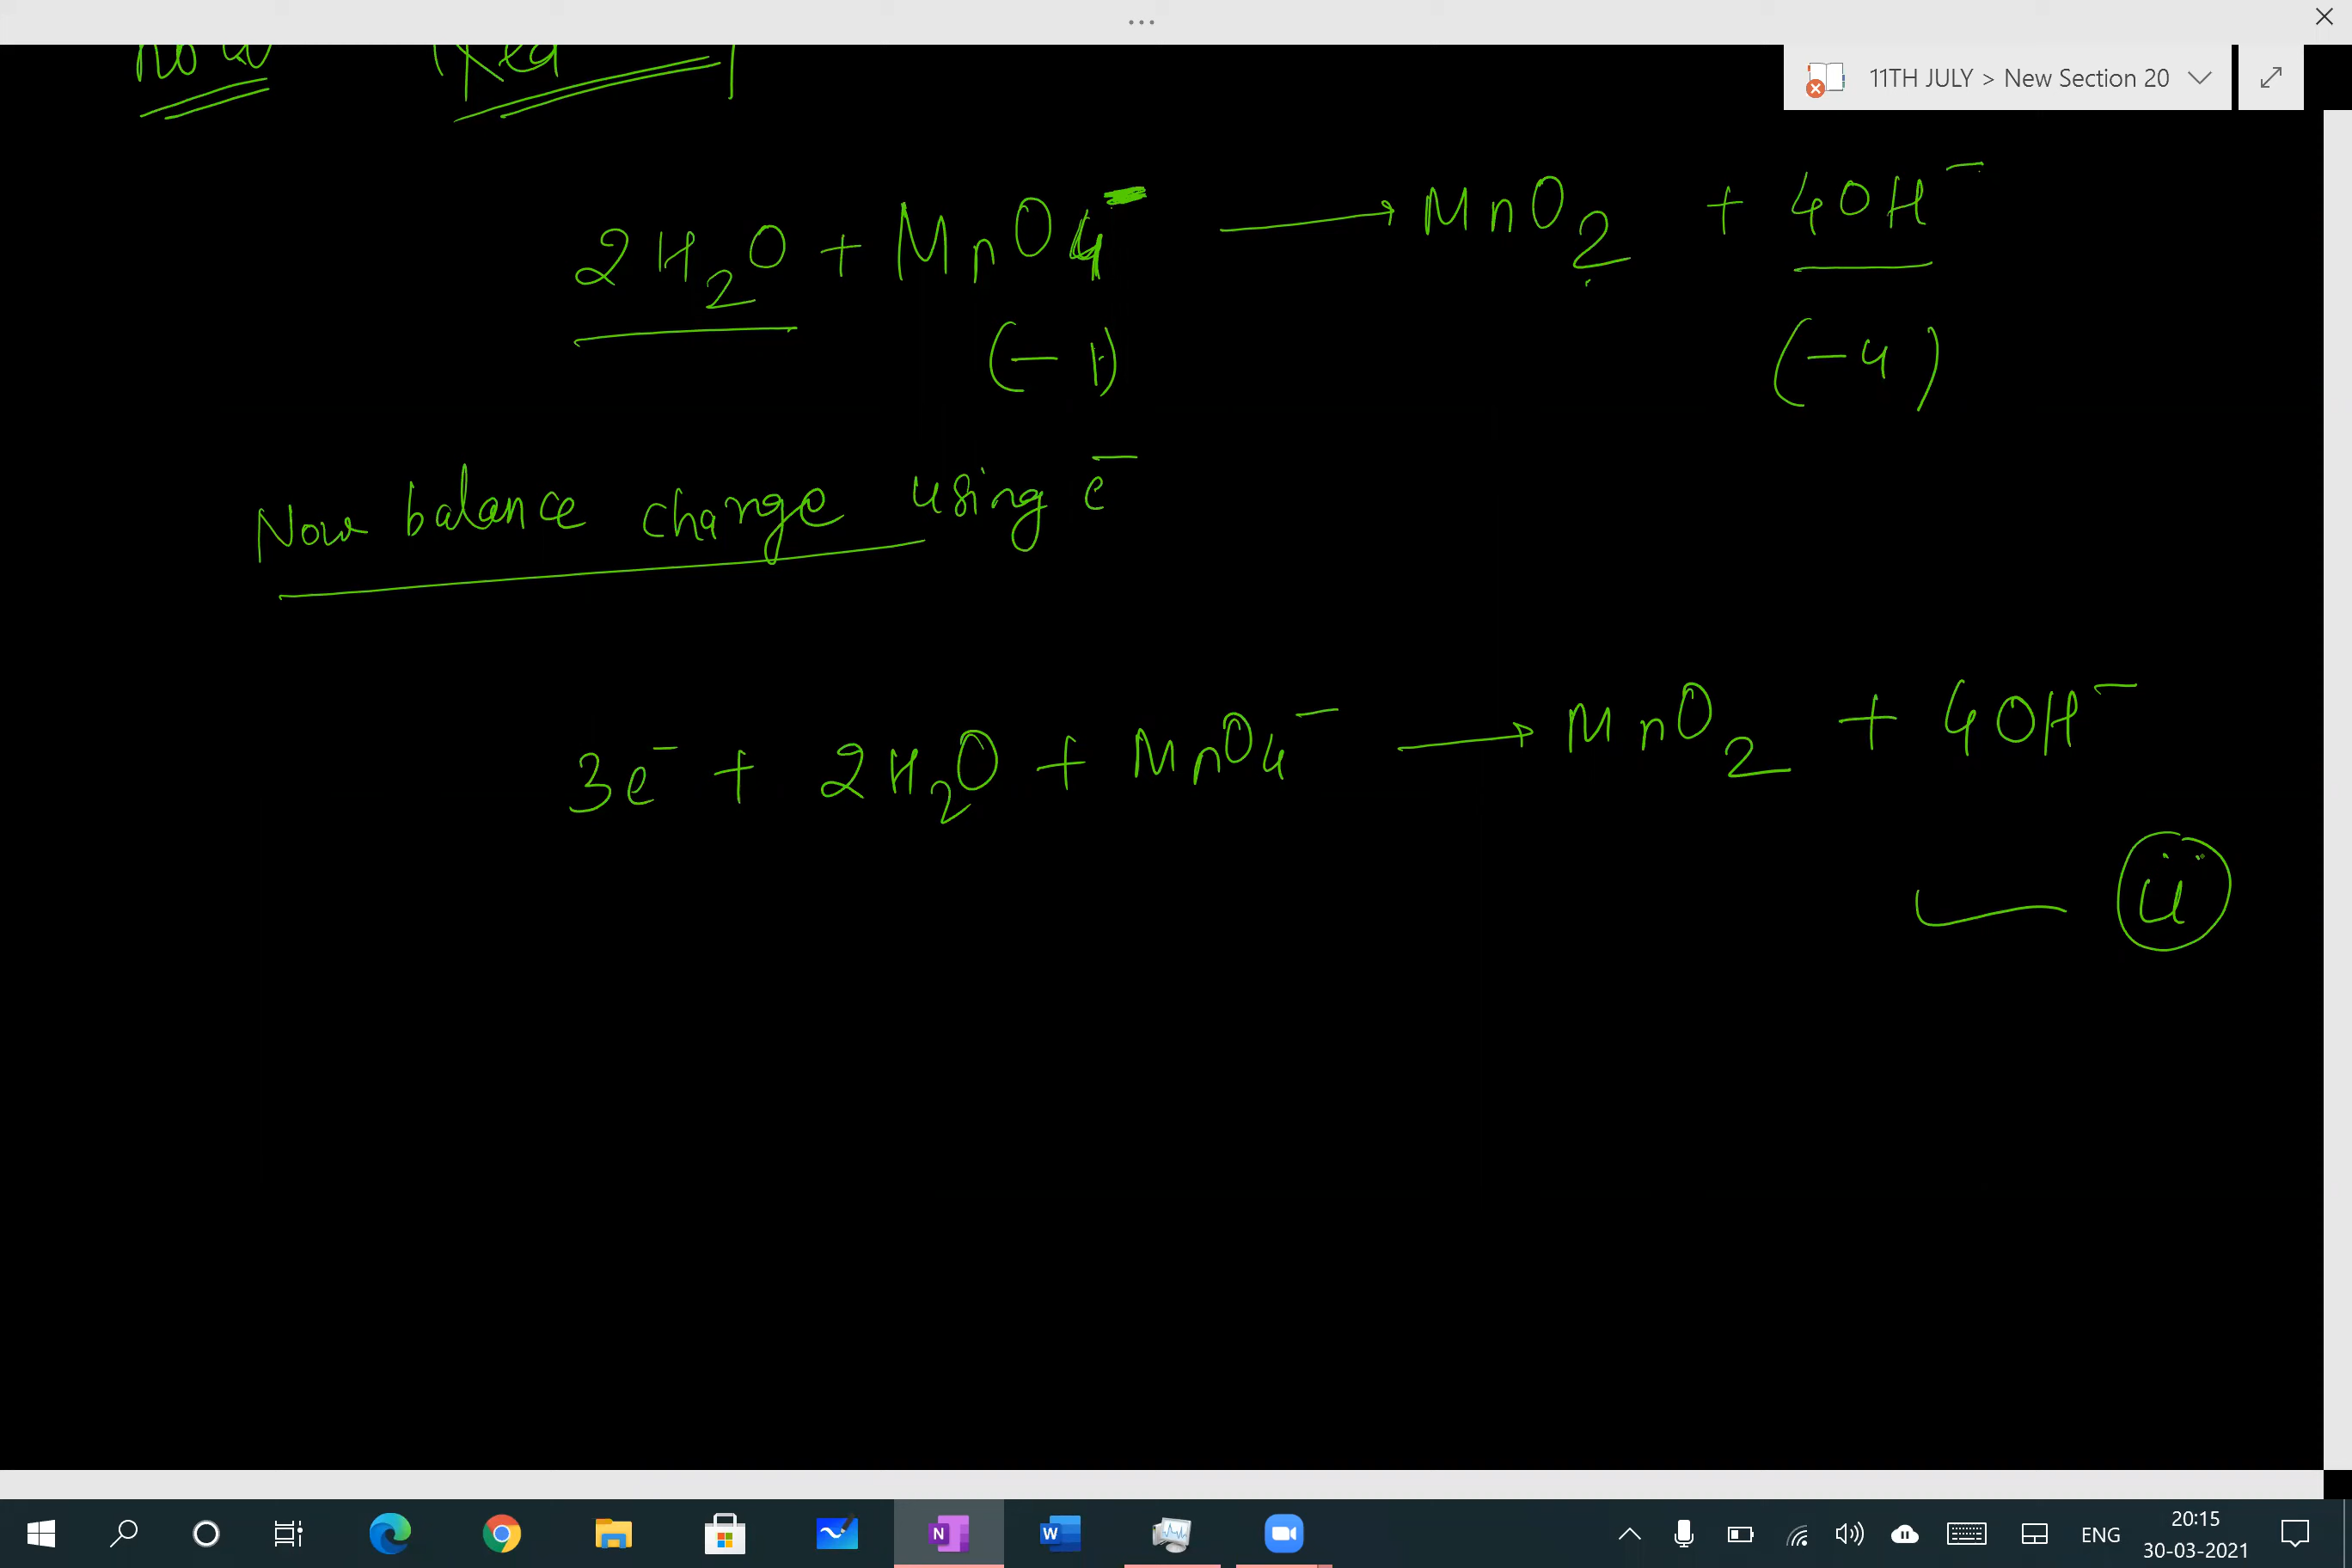 ...
11TH JULY > New Section 20
Now
2H2O + MnO4⁻ → MnO2 + 4OH⁻
(-1) (-4)
Now balance charge using e⁻
3e⁻ + 2H2O + MnO4⁻ → MnO2 + 4OH⁻
ii
N W ENG 20:15
30-03-2021